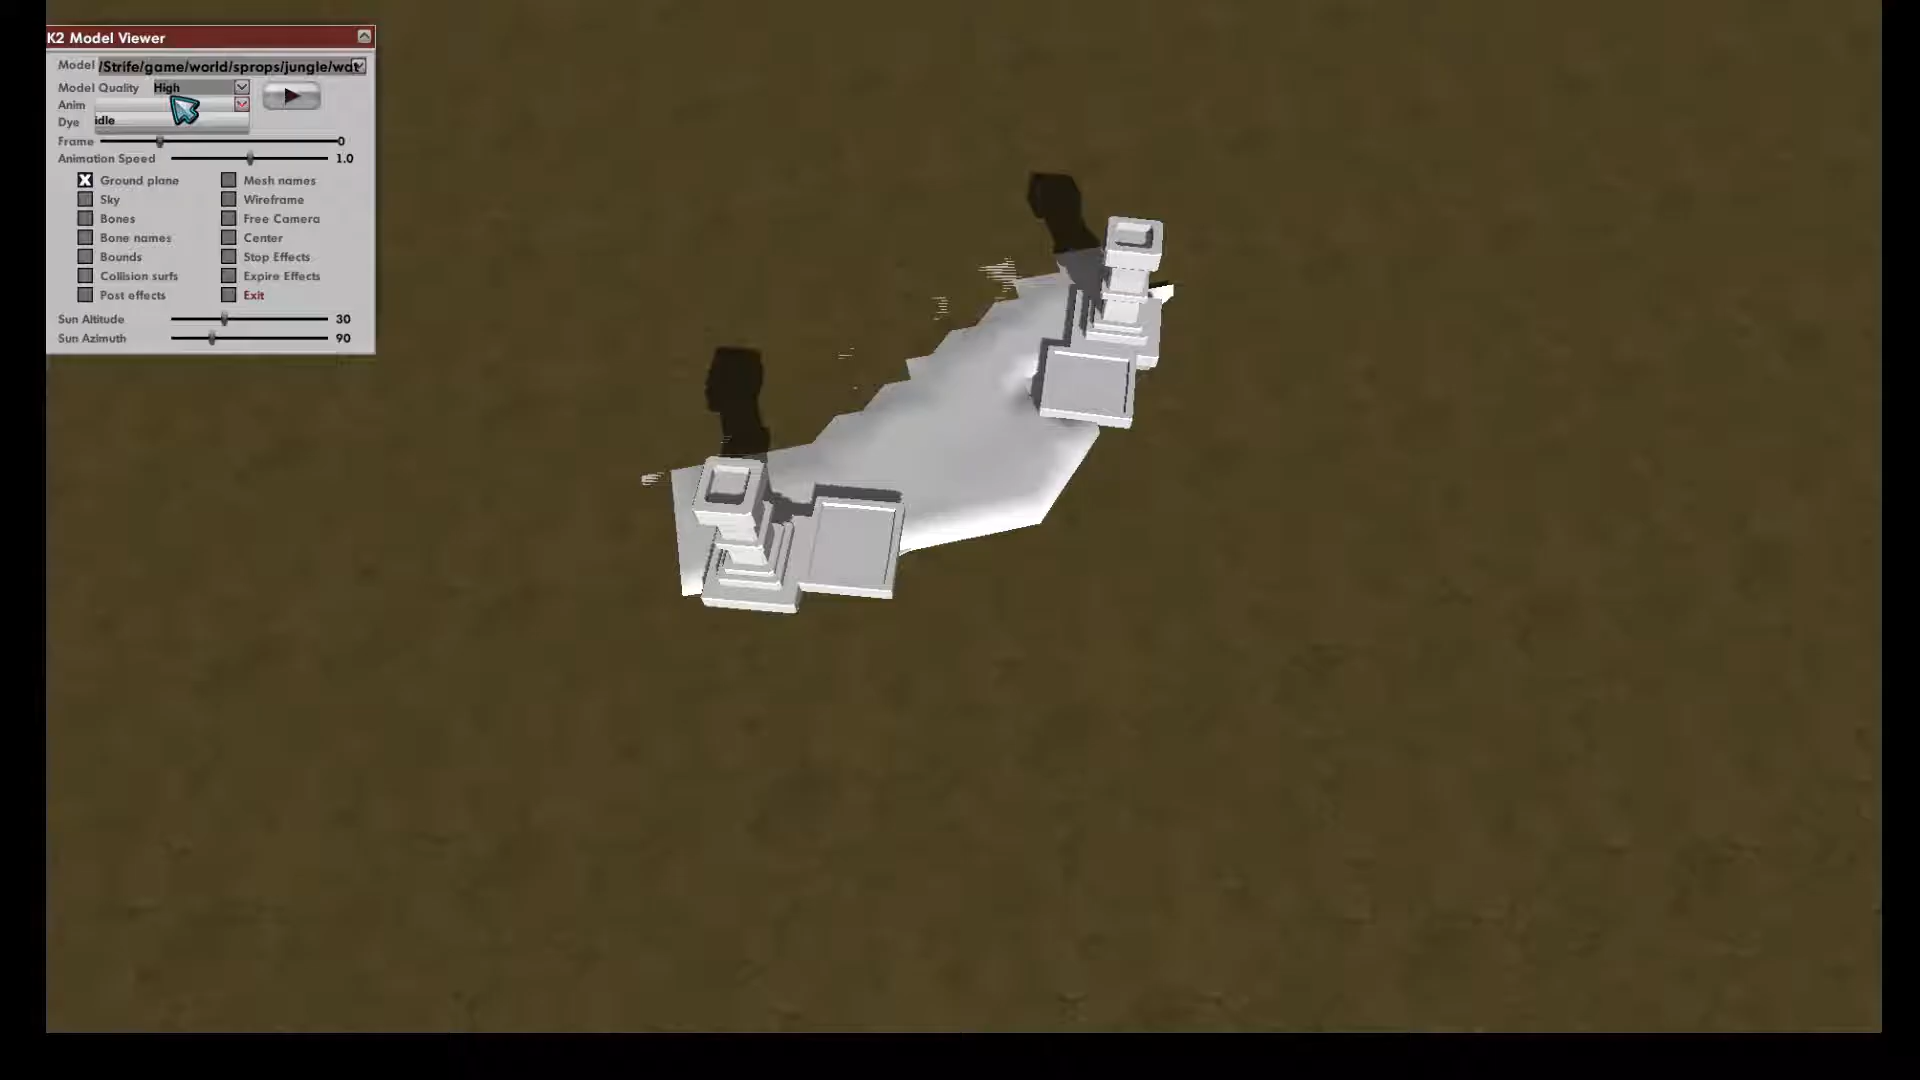 K2 Model Viewer
Model /Strife/game/world/sprops/jungle/wat
Model Quality High
Anim
Dye idle
Frame 0
Animation Speed 1.0
Ground plane Mesh names
Sky Wireframe
Bones Free Camera
Bone names Center
Bounds Stop Effects
Collision surfs Expire Effects
Post effects Exit
Sun Altitude 30
Sun Azimuth 90